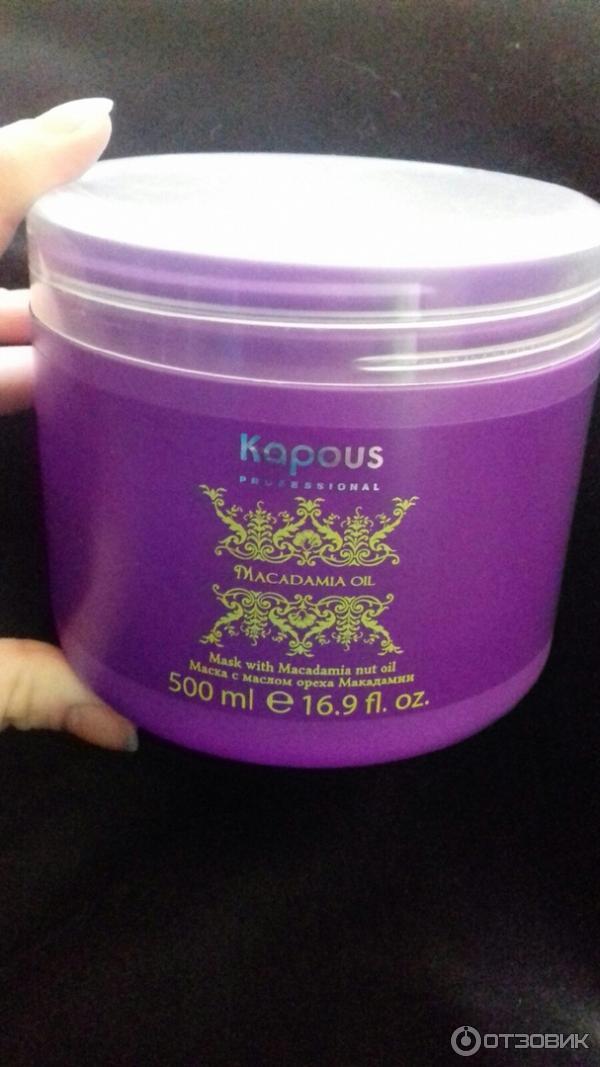 Kapous
PROFESSIONAL
MACADAMIA OIL
Mask with Macadamia nut oil
Маска с маслом ореха Макадамии
500 ml ℮ 16.9 fl. oz.
ОТЗОВИК